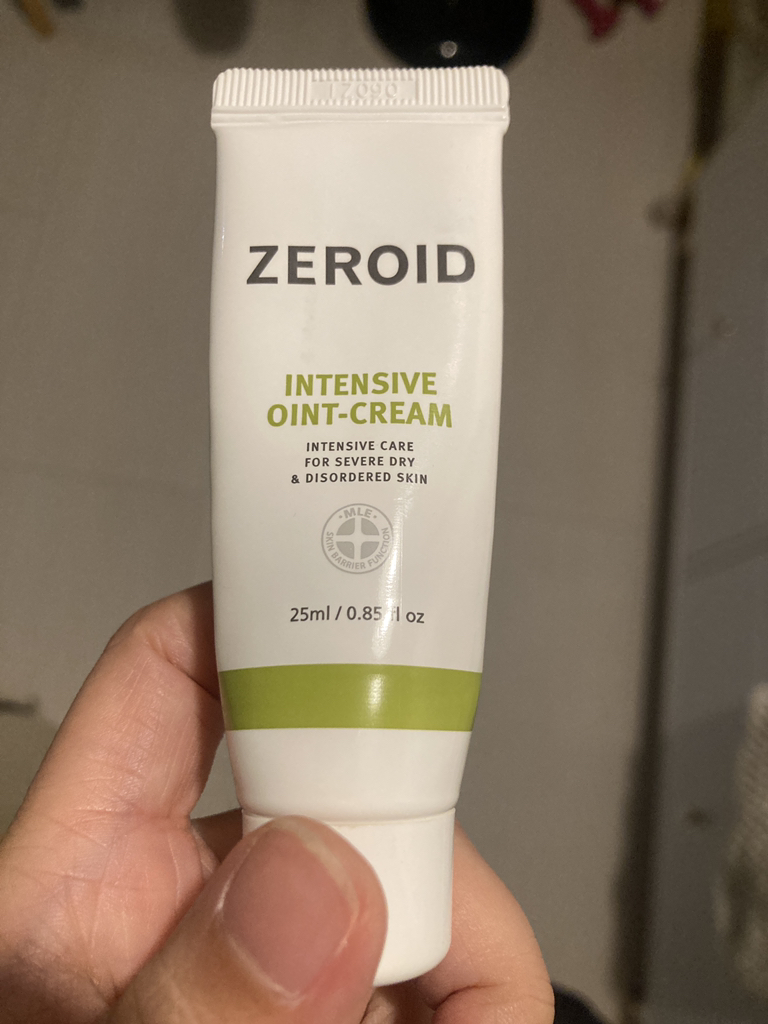 ZEROID
INTENSIVE
OINT-CREAM
INTENSIVE CARE
FOR SEVERE DRY
& DISORDERED SKIN
·MLE·
SKIN BARRIER FUNCTION
25ml / 0.85 fl oz